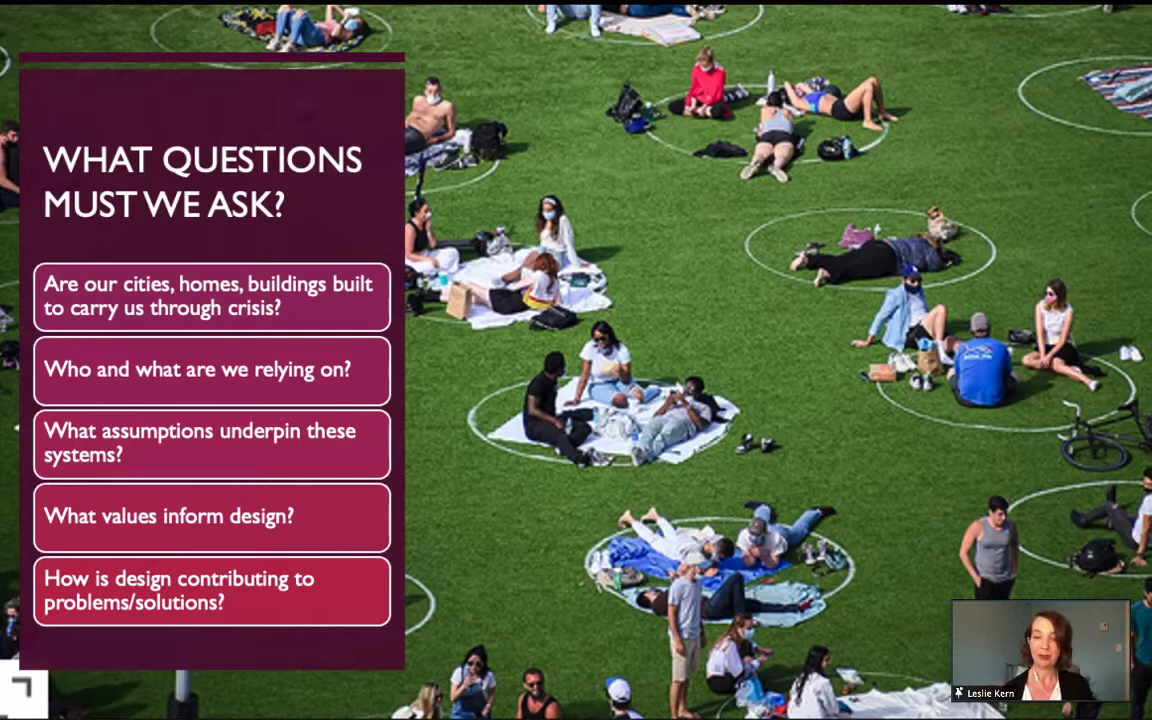 WHAT QUESTIONS
MUST WE ASK?
Are our cities, homes, buildings built
to carry us through crisis?
Who and what are we relying on?
What assumptions underpin these
systems?
What values inform design?
How is design contributing to
problems/solutions?
Leslie Kern